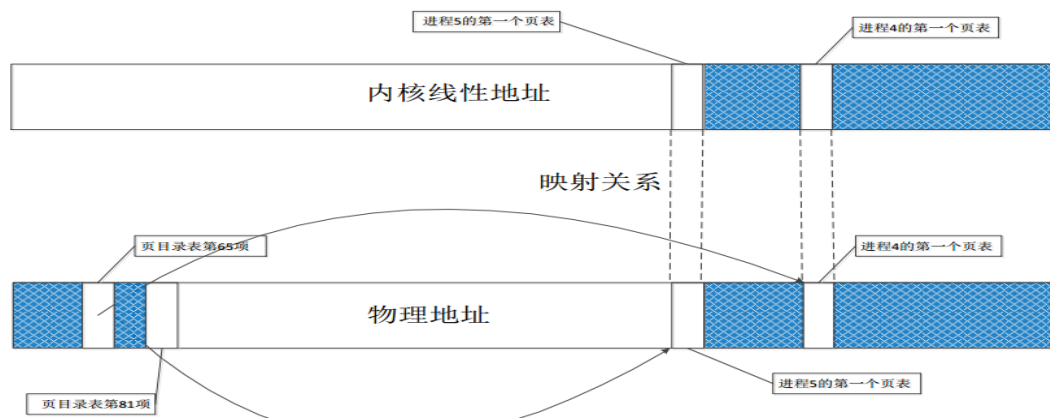 进程5的第一个页表
进程4的第一个页表
内核线性地址
映射关系
页目录表第65项
进程4的第一个页表
物理地址
页目录表第81项
进程5的第一个页表